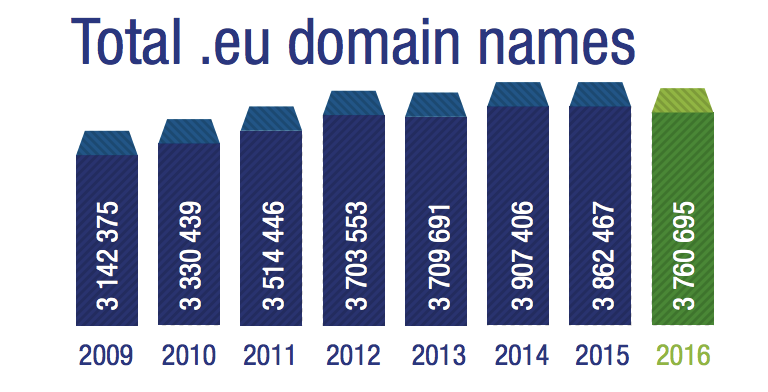 Total .eu domain names
3 142 375
3 330 439
3 514 446
3 703 553
3 709 691
3 907 406
3 862 467
3 760 695
2009 2010 2011 2012 2013 2014 2015 2016